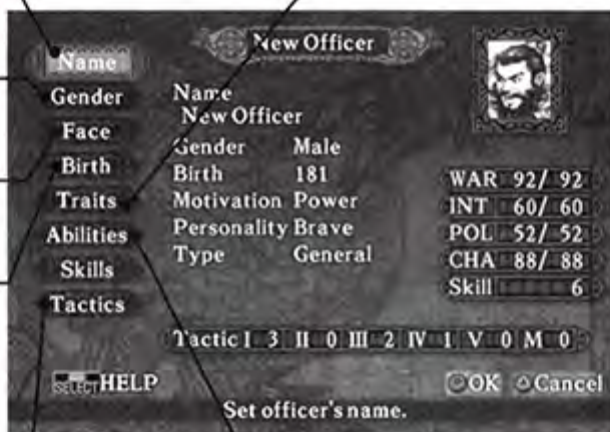 New Officer
Name
Gender
Face
Birth
Traits
Abilities
Skills
Tactics
Name
New Officer
Gender Male
Birth 181
Motivation Power
Personality Brave
Type General
WAR 92/ 92
INT 60/ 60
POL 52/ 52
CHA 88/ 88
Skill 6
Tactic I 3 II 0 III 2 IV 1 V 0 M 0
SELECT HELP
OK Cancel
Set officer's name.